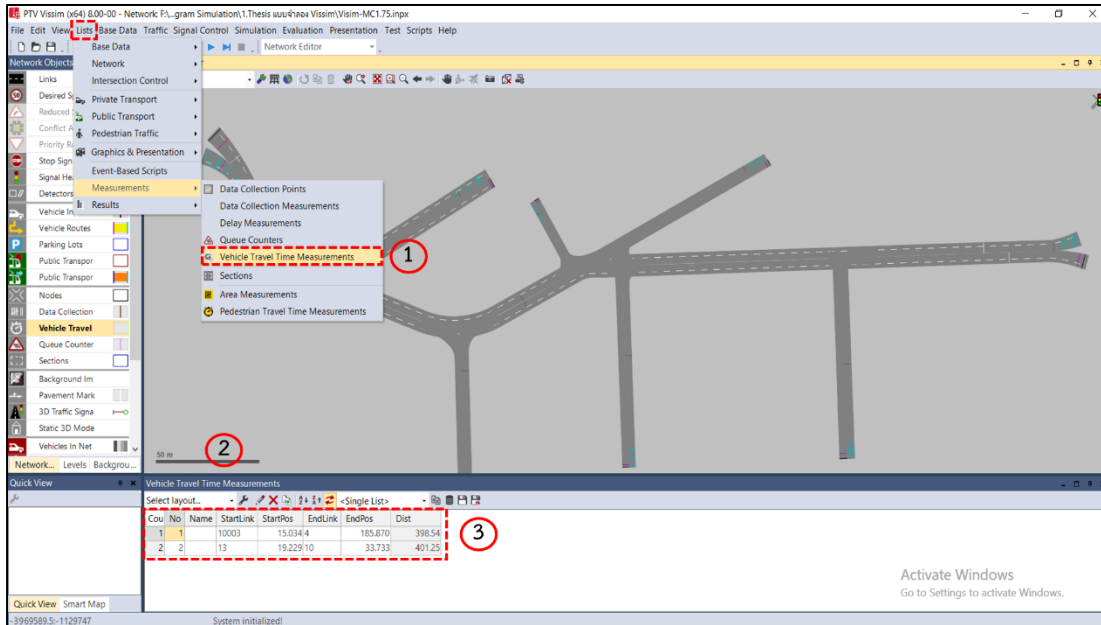 PTV Vissim (x64) 8.00-00 - Network: F:\...gram Simulation\1.Thesis แบบจำลอง Vissim\Visim-MC1.75.inpx
File Edit View Lists Base Data Traffic Signal Control Simulation Evaluation Presentation Test Scripts Help
Network Editor
Network Objects
Links
Desired S
Reduced
Conflict A
Priority Ru
Stop Sign
Signal He
Detectors
Vehicle In
Vehicle Routes
Parking Lots
Public Transpor
Public Transpor
Nodes
Data Collection
Vehicle Travel
Queue Counter
Sections
Background Im
Pavement Mark
3D Traffic Signa
Static 3D Mode
Vehicles In Net
Network... Levels Backgrou...
Base Data
Network
Intersection Control
Private Transport
Public Transport
Pedestrian Traffic
Graphics & Presentation
Event-Based Scripts
Measurements
Results
Data Collection Points
Data Collection Measurements
Delay Measurements
Queue Counters
Vehicle Travel Time Measurements
Sections
Area Measurements
Pedestrian Travel Time Measurements
1
2
50 m
Quick View
Quick View Smart Map
Vehicle Travel Time Measurements
Select layout... <Single List>
Cou No Name StartLink StartPos EndLink EndPos Dist
1 1 10003 15.034 4 185.870 398.54
2 2 13 19.229 10 33.733 401.25
3
Activate Windows
Go to Settings to activate Windows.
-3969589.5:-1129747 System initialized!